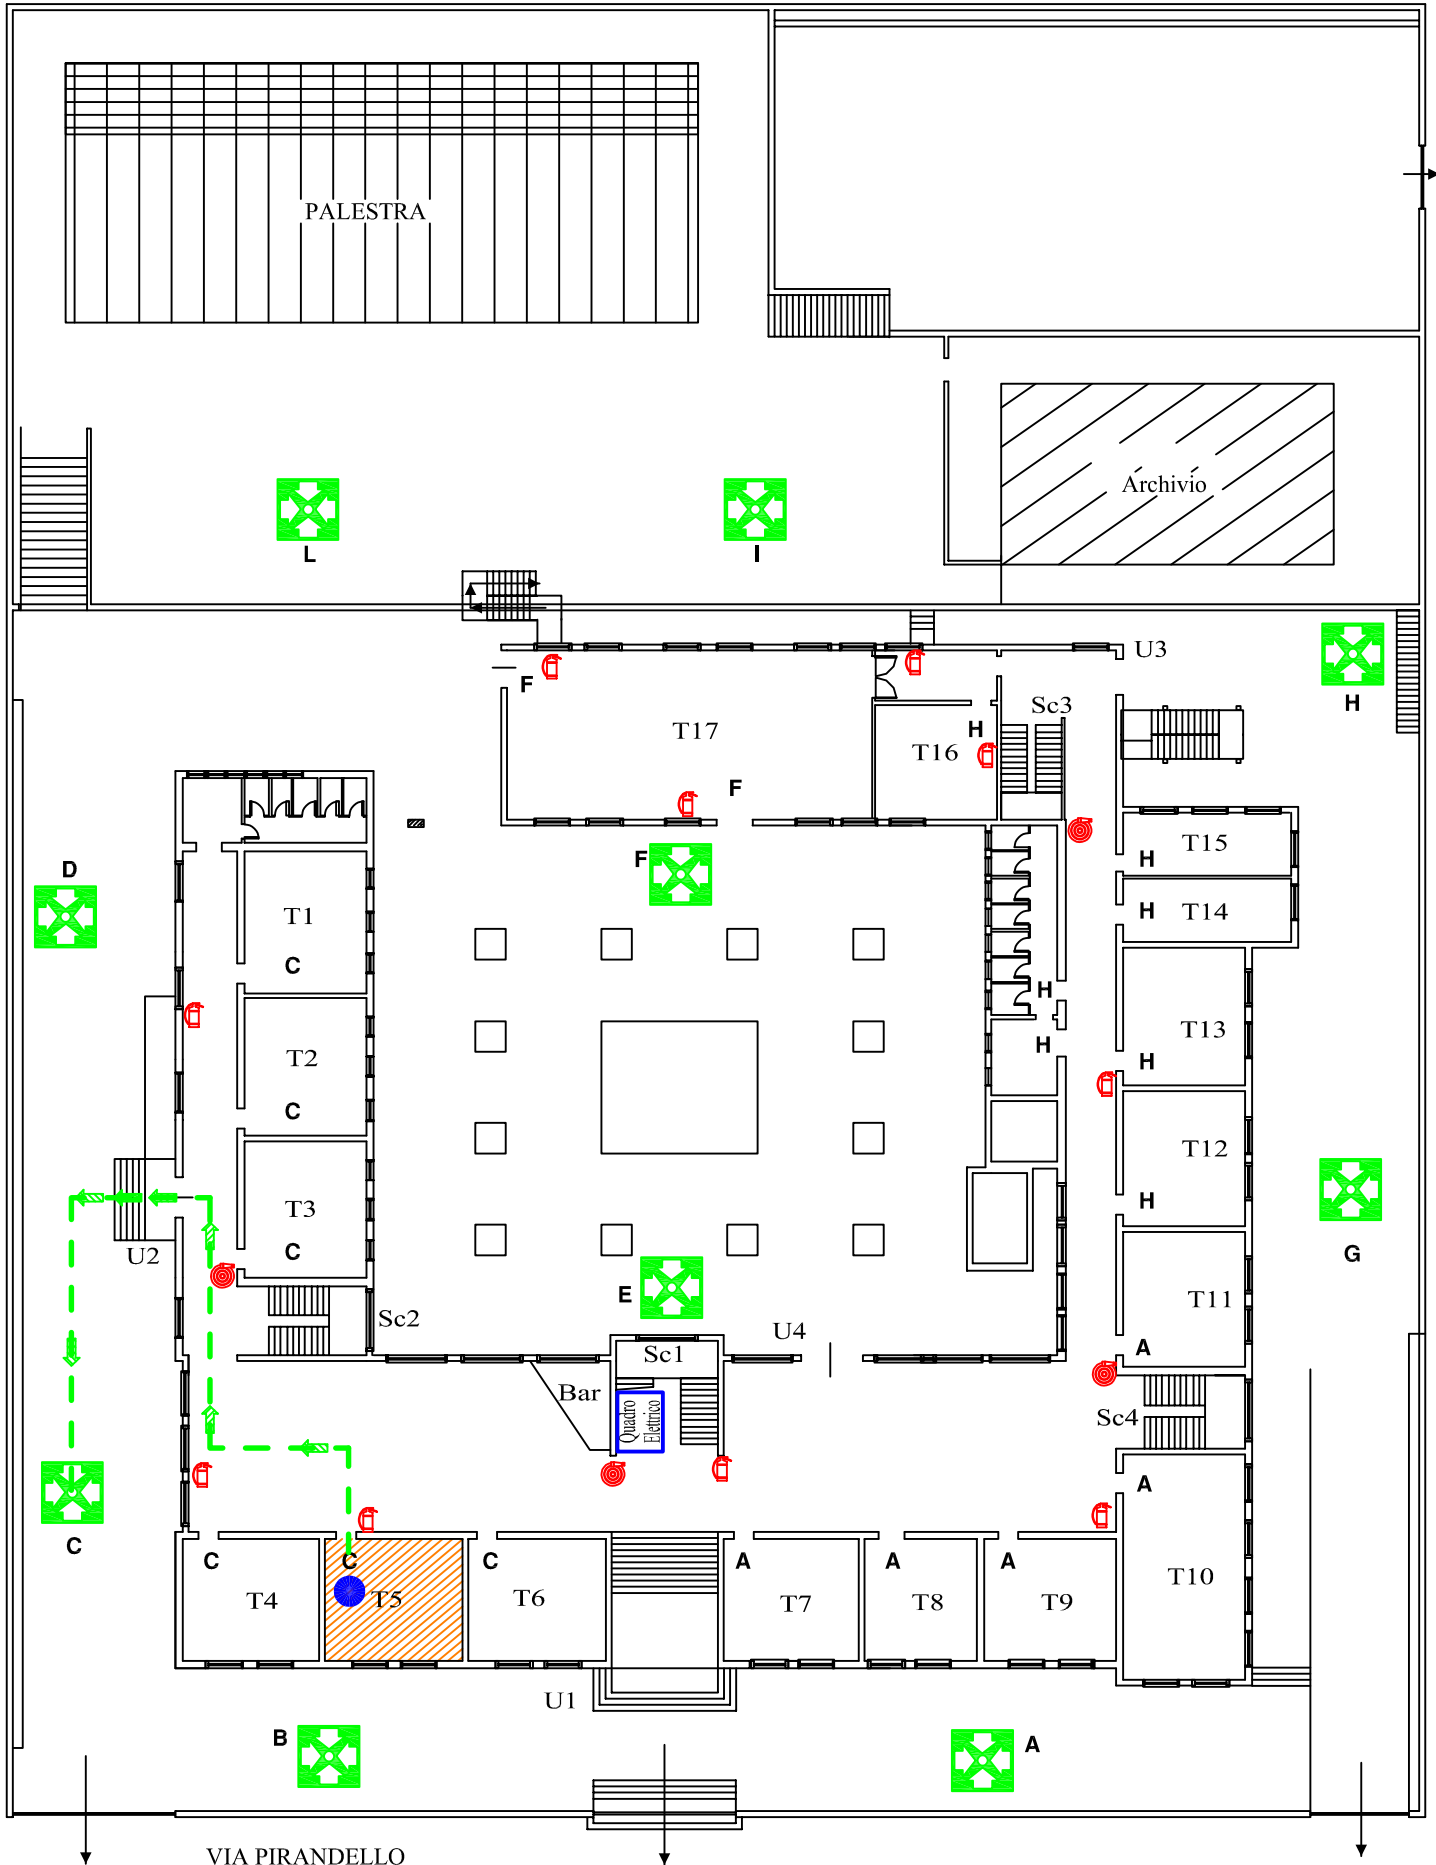 PALESTRA
Archivio
L
I
U3
H
F
Sc3
T17
H
T16
F
T15
H
F
D
T14
H
T1
C
H
T13
T2
H
H
C
T12
T3
H
C
U2
G
E
T11
Sc2
U4
A
Sc1
Bar
Quadro
Elettrico
Sc4
A
C
C
C
C
A
A
A
T4
T5
T6
T7
T8
T9
T10
U1
B
A
VIA PIRANDELLO